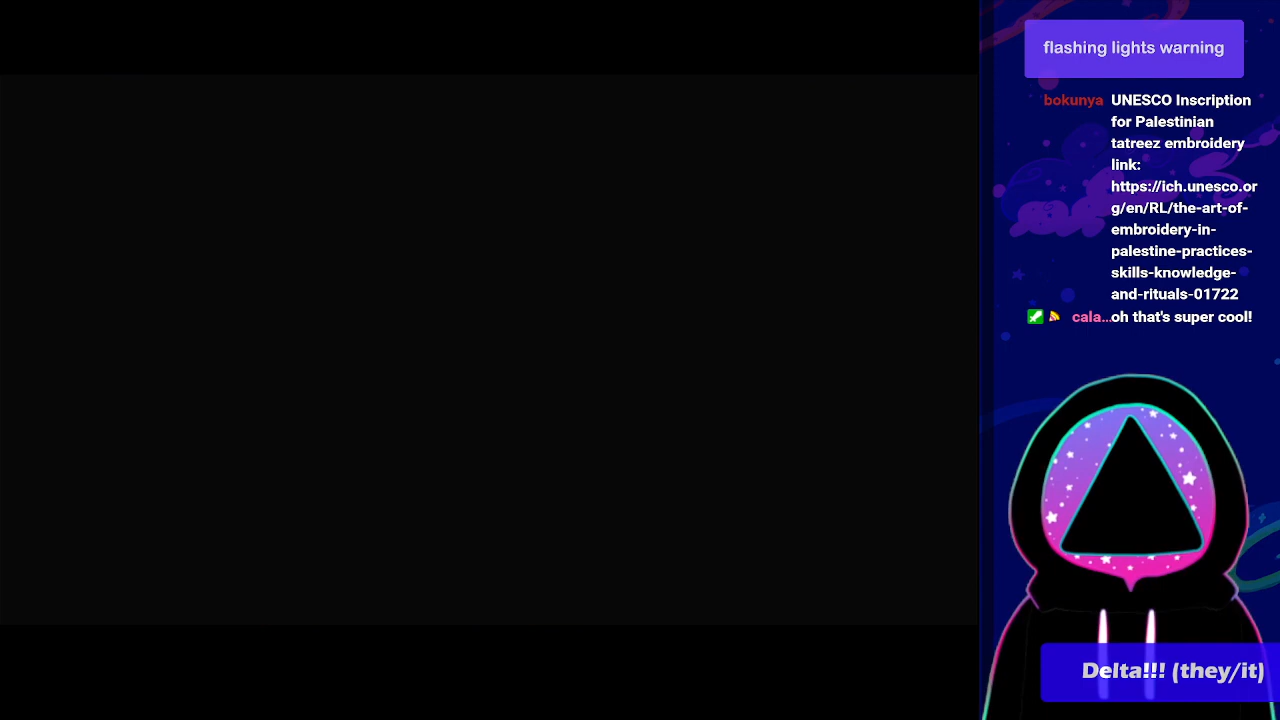 flashing lights warning
bokunya UNESCO Inscription
for Palestinian
tatreez embroidery
link:
https://ich.unesco.or
g/en/RL/the-art-of-
embroidery-in-
palestine-practices-
skills-knowledge-
and-rituals-01722
cala... oh that's super cool!
Delta!!! (they/it)